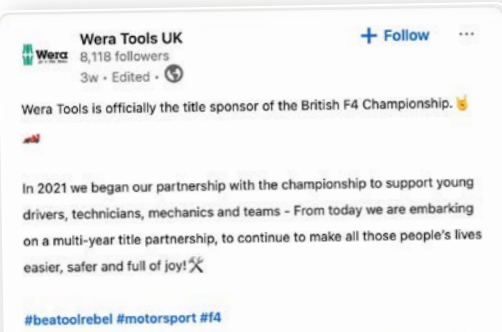 Wera Tools UK
+ Follow
...
Wera
8,118 followers
3w • Edited •
Wera Tools is officially the title sponsor of the British F4 Championship. 🤘
🏎️
In 2021 we began our partnership with the championship to support young
drivers, technicians, mechanics and teams - From today we are embarking
on a multi-year title partnership, to continue to make all those people's lives
easier, safer and full of joy!🛠️
#beatoolrebel #motorsport #f4